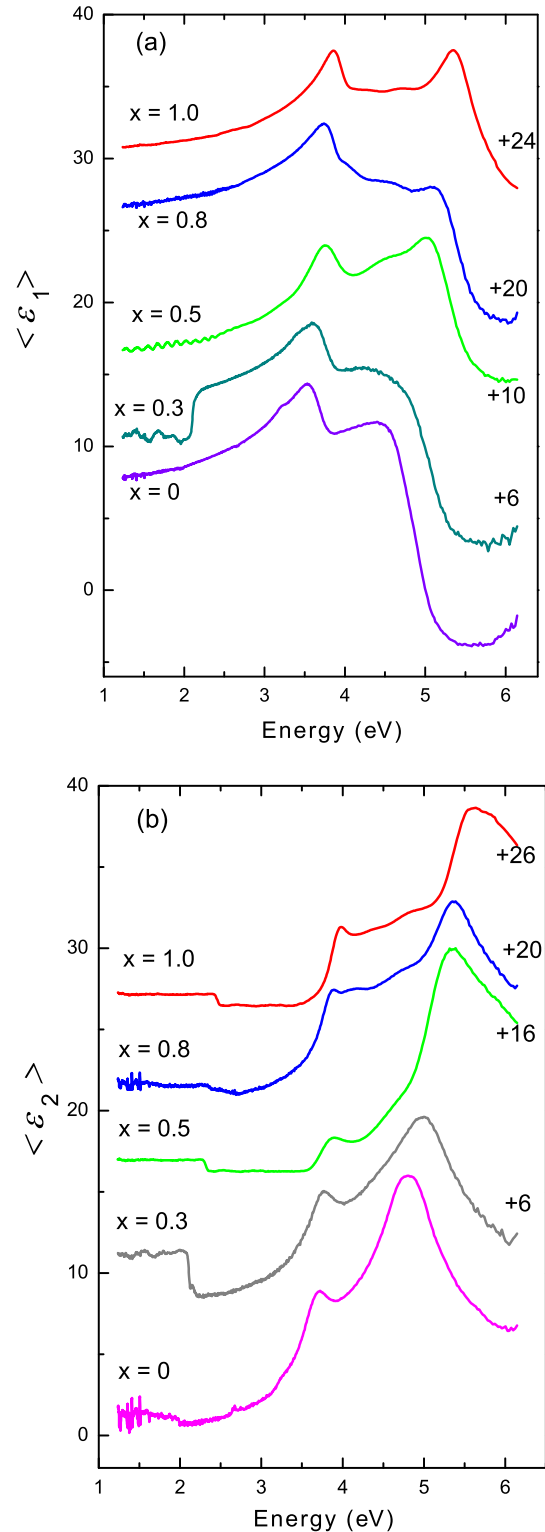 40
(a)
x = 1.0
+24
30
x = 0.8
+20
20
x = 0.5
+10
x = 0.3
10
x = 0
+6
0
< ε 1 >
1 2 3 4 5 6
Energy (eV)
40
(b)
+26
x = 1.0
+20
30
x = 0.8
+16
20
x = 0.5
x = 0.3
+6
10
x = 0
0
< ε 2 >
1 2 3 4 5 6
Energy (eV)